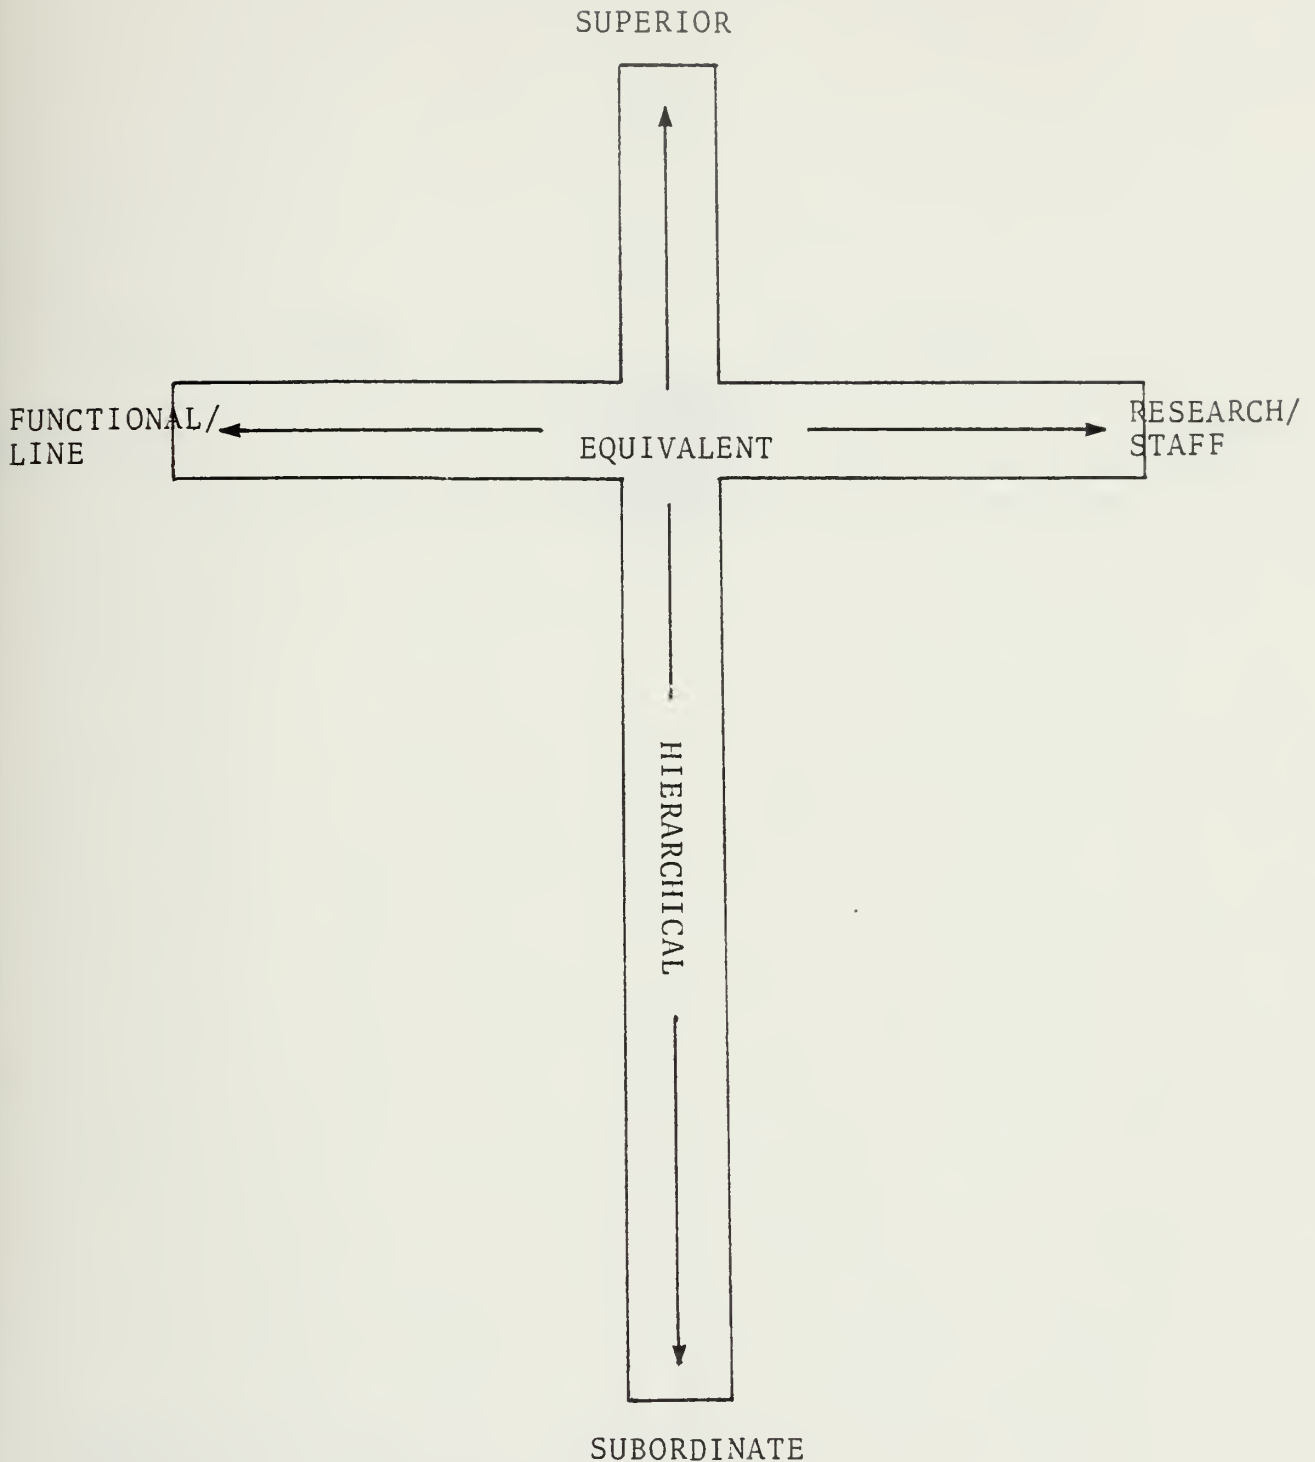 SUPERIOR
FUNCTIONAL/
LINE
EQUIVALENT
RESEARCH/
STAFF
HIERARCHICAL
SUBORDINATE